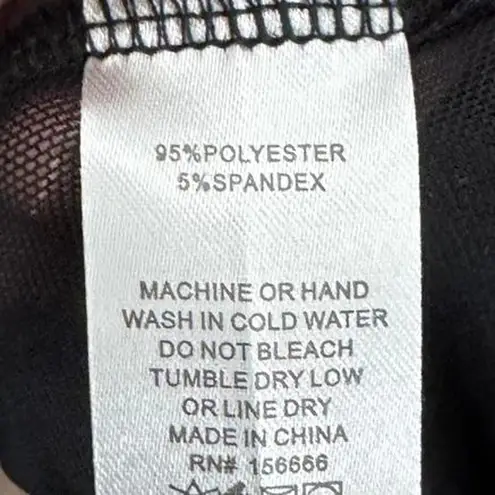 95%POLYESTER
5%SPANDEX
MACHINE OR HAND
WASH IN COLD WATER
DO NOT BLEACH
TUMBLE DRY LOW
OR LINE DRY
MADE IN CHINA
RN# 156666